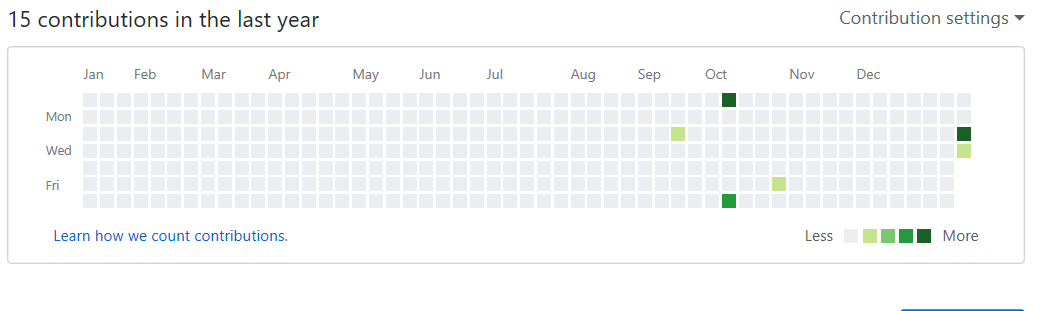 15 contributions in the last year
Contribution settings
Jan Feb Mar Apr May Jun Jul Aug Sep Oct Nov Dec
Mon
Wed
Fri
Learn how we count contributions.
Less More